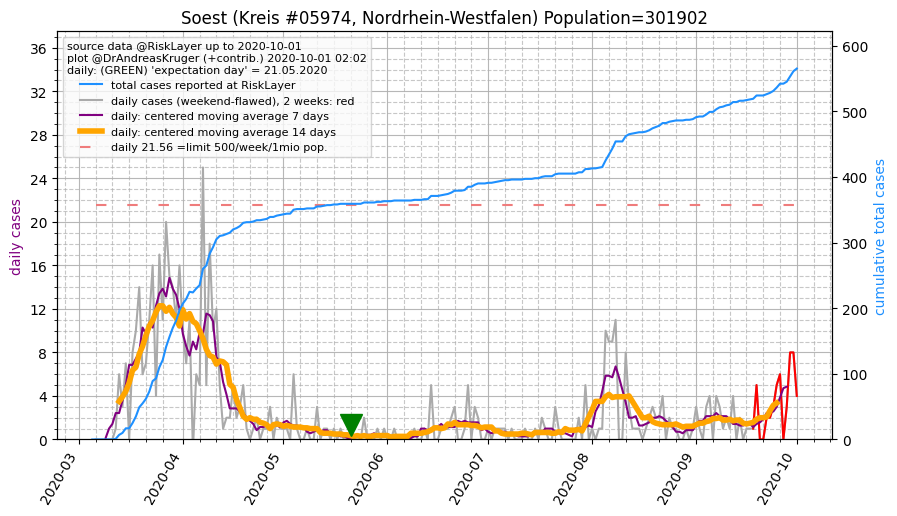 Soest (Kreis #05974, Nordrhein-Westfalen) Population=301902
source data @RiskLayer up to 2020-10-01
plot @DrAndreasKruger (+contrib.) 2020-10-01 02:02
daily: (GREEN) 'expectation day' = 21.05.2020
total cases reported at RiskLayer
daily cases (weekend-flawed), 2 weeks: red
daily: centered moving average 7 days
daily: centered moving average 14 days
daily 21.56 =limit 500/week/1mio pop.
daily cases
36
32
28
24
20
16
12
8
4
0
cumulative total cases
600
500
400
300
200
100
0
2020-03
2020-04
2020-05
2020-06
2020-07
2020-08
2020-09
2020-10